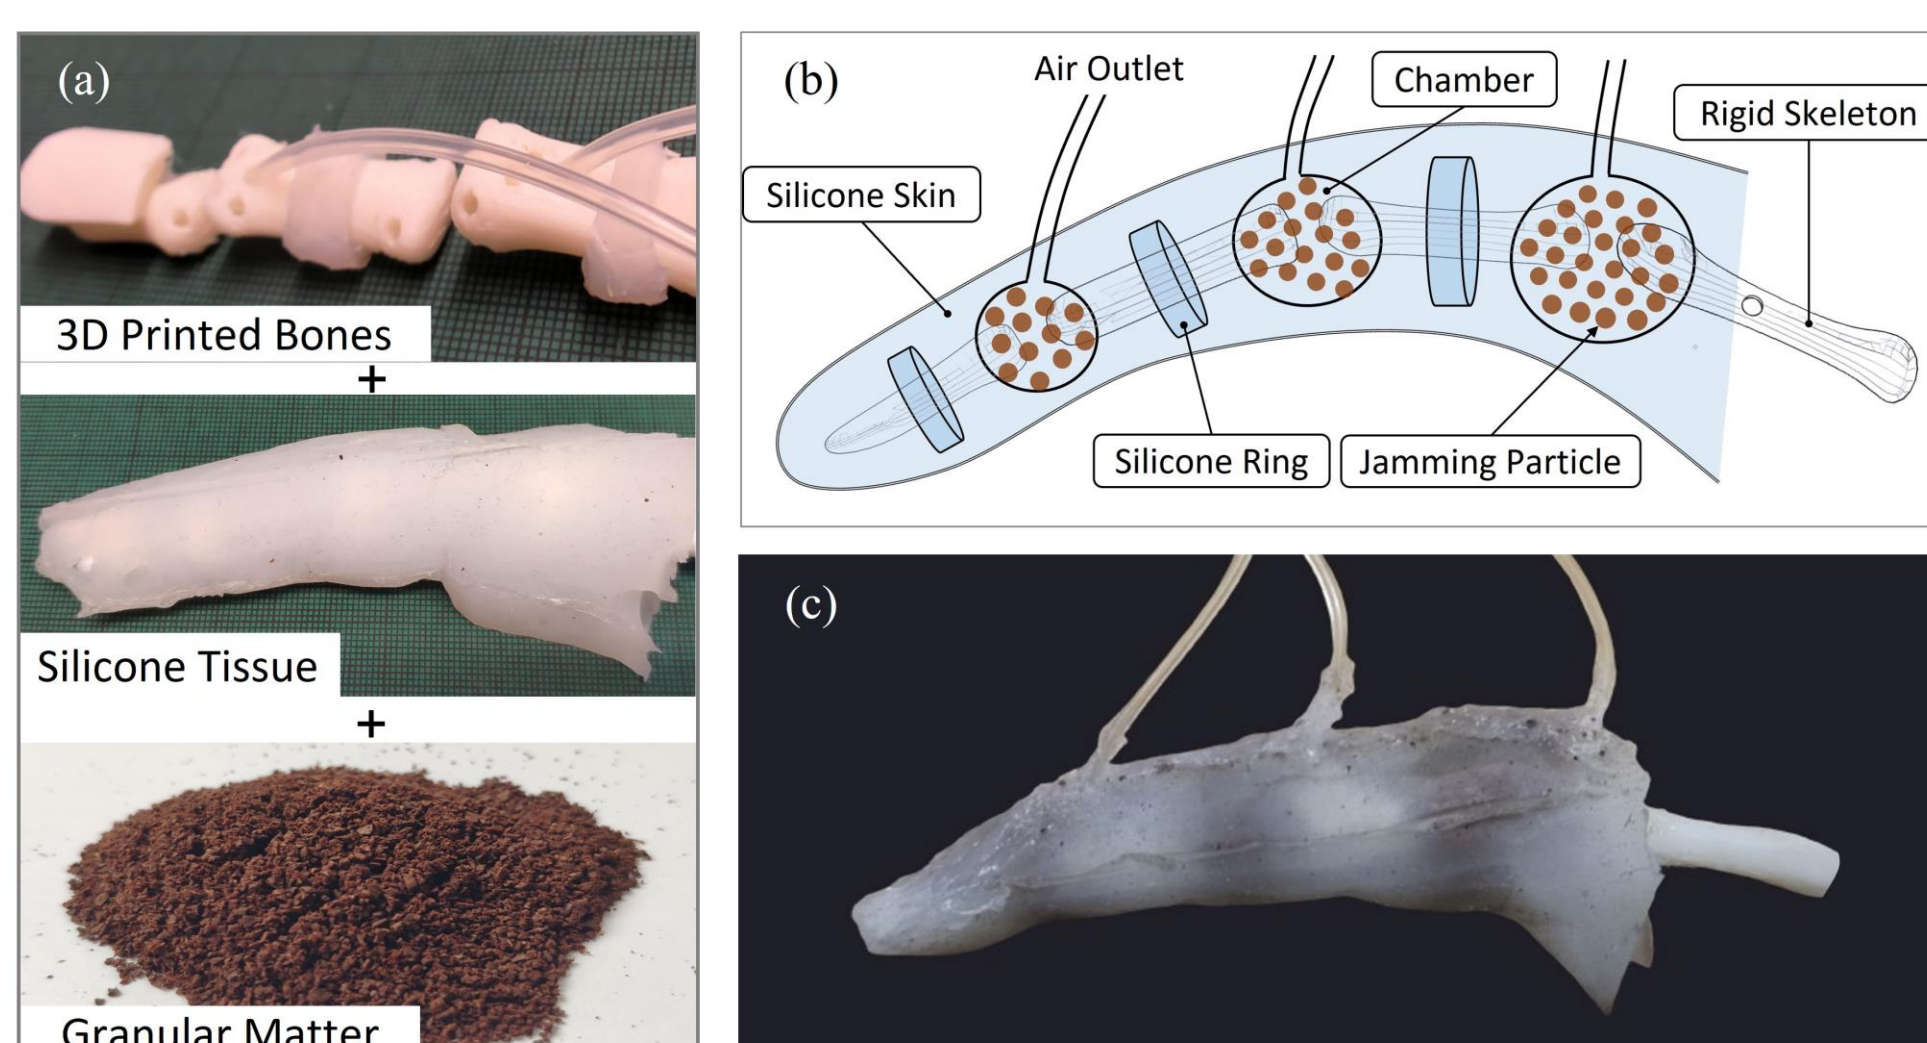 (a)
3D Printed Bones
+
Silicone Tissue
+
Granular Matter
(b)
Air Outlet
Chamber
Rigid Skeleton
Silicone Skin
Silicone Ring
Jamming Particle
(c)